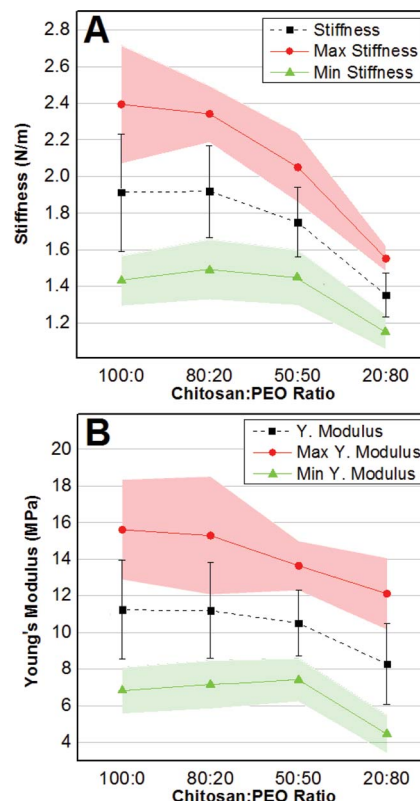 A
Stiffness
Max Stiffness
Min Stiffness
2.8
2.6
2.4
2.2
2.0
1.8
1.6
1.4
1.2
Stiffness (N/m)
100:0 80:20 50:50 20:80
Chitosan:PEO Ratio
B
Y. Modulus
Max Y. Modulus
Min Y. Modulus
20
18
16
14
12
10
8
6
4
Young's Modulus (MPa)
100:0 80:20 50:50 20:80
Chitosan:PEO Ratio